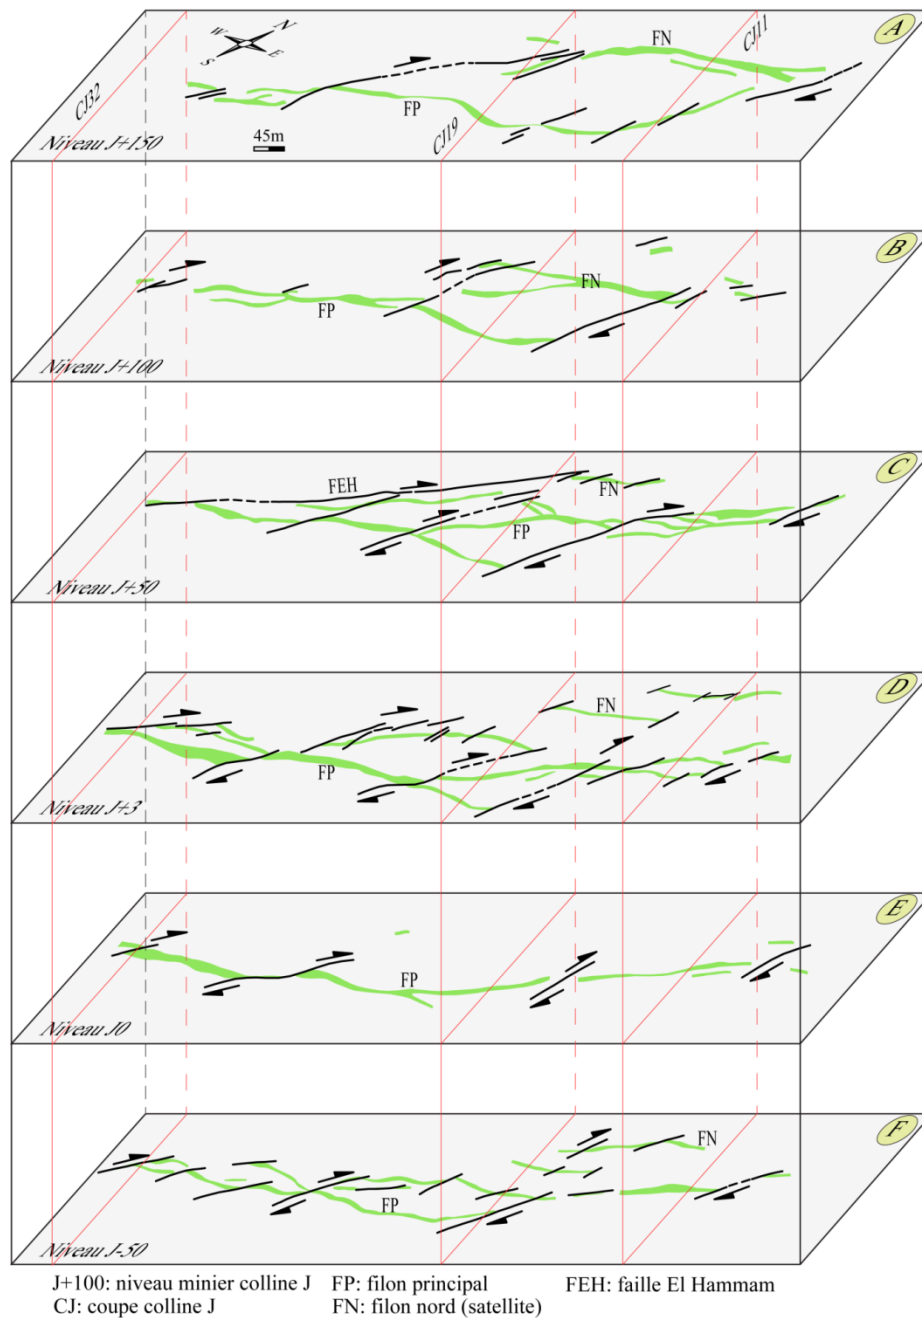 A
N
W
E
S
FN
CJ11
CJ32
FP
CJ19
45m
Niveau J+150
B
FN
FP
Niveau J+100
C
FEH
FN
FP
Niveau J+50
D
FN
FP
Niveau J+3
E
FP
Niveau J0
F
FN
FP
Niveau J-50
J+100: niveau minier colline J FP: filon principal FEH: faille El Hammam
CJ: coupe colline J FN: filon nord (satellite)